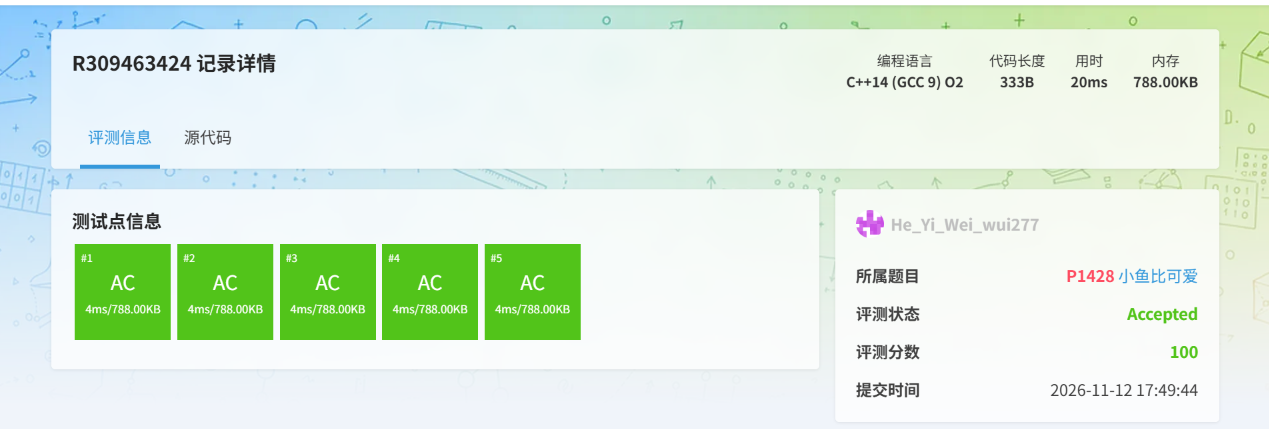 R309463424 记录详情
编程语言 代码长度 用时 内存
C++14 (GCC 9) O2 333B 20ms 788.00KB
评测信息 源代码
测试点信息
#1 #2 #3 #4 #5
AC AC AC AC AC
4ms/788.00KB 4ms/788.00KB 4ms/788.00KB 4ms/788.00KB 4ms/788.00KB
He_Yi_Wei_wui277
所属题目 P1428 小鱼比可爱
评测状态 Accepted
评测分数 100
提交时间 2026-11-12 17:49:44